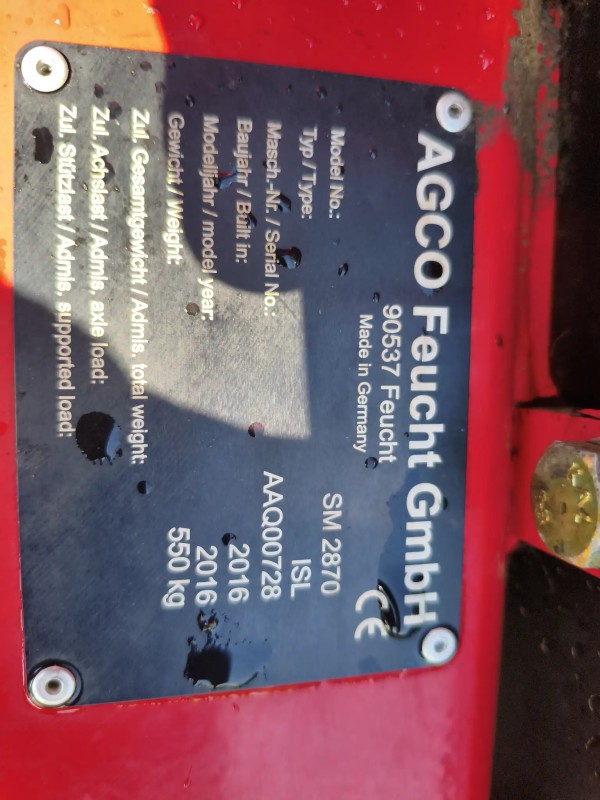 AGCO Feucht GmbH
90537 Feucht
Made in Germany
CE
Model No.: SM 2870
Typ / Type: ISL
Masch.-Nr. / Serial No.: AAQ00728
Baujahr / Built in: 2016
Modelljahr / model year: 2016
Gewicht / Weight: 550 kg
Zul. Gesamtgewicht / Admis. total weight:
Zul. Achslast / Admis. axle load:
Zul. Stützlast / Admis. supported load: